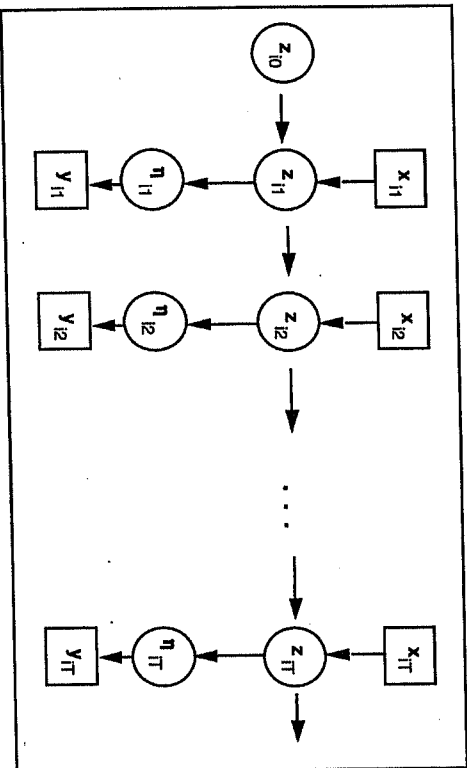 x_i1 x_i2 x_iT
z_i0 z_i1 z_i2 . . . z_iT
η_i1 η_i2 η_iT
y_i1 y_i2 y_iT